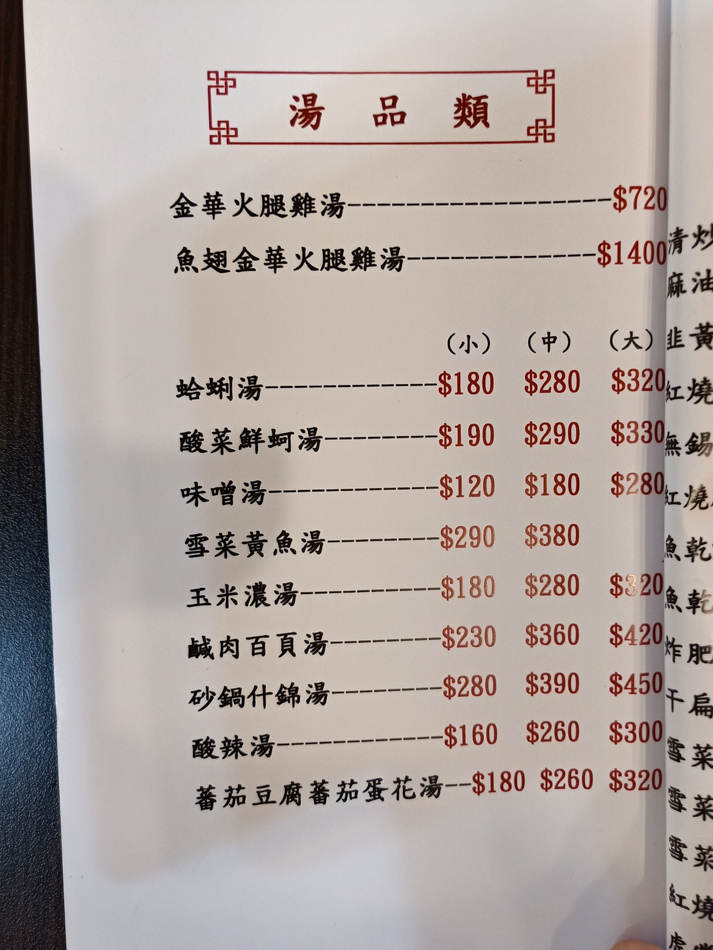 湯品類
金華火腿雞湯------------------$720
魚翅金華火腿雞湯-------------$1400
(小) (中) (大)
蛤蜊湯------------$180 $280 $320
酸菜鮮蚵湯--------$190 $290 $330
味噌湯------------$120 $180 $280
雪菜黃魚湯--------$290 $380
玉米濃湯----------$180 $280 $320
鹹肉百頁湯--------$230 $360 $420
砂鍋什錦湯--------$280 $390 $450
酸辣湯------------$160 $260 $300
蕃茄豆腐蕃茄蛋花湯--$180 $260 $320
清炒
麻油
韭黃
紅燒
無錫
紅燒
魚乾
魚乾
炸肥
干扁
雪菜
雪菜
雪菜
紅燒